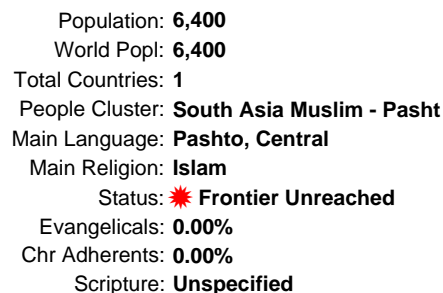 Population: 6,400
World Popl: 6,400
Total Countries: 1
People Cluster: South Asia Muslim - Pasht
Main Language: Pashto, Central
Main Religion: Islam
Status: Frontier Unreached
Evangelicals: 0.00%
Chr Adherents: 0.00%
Scripture: Unspecified